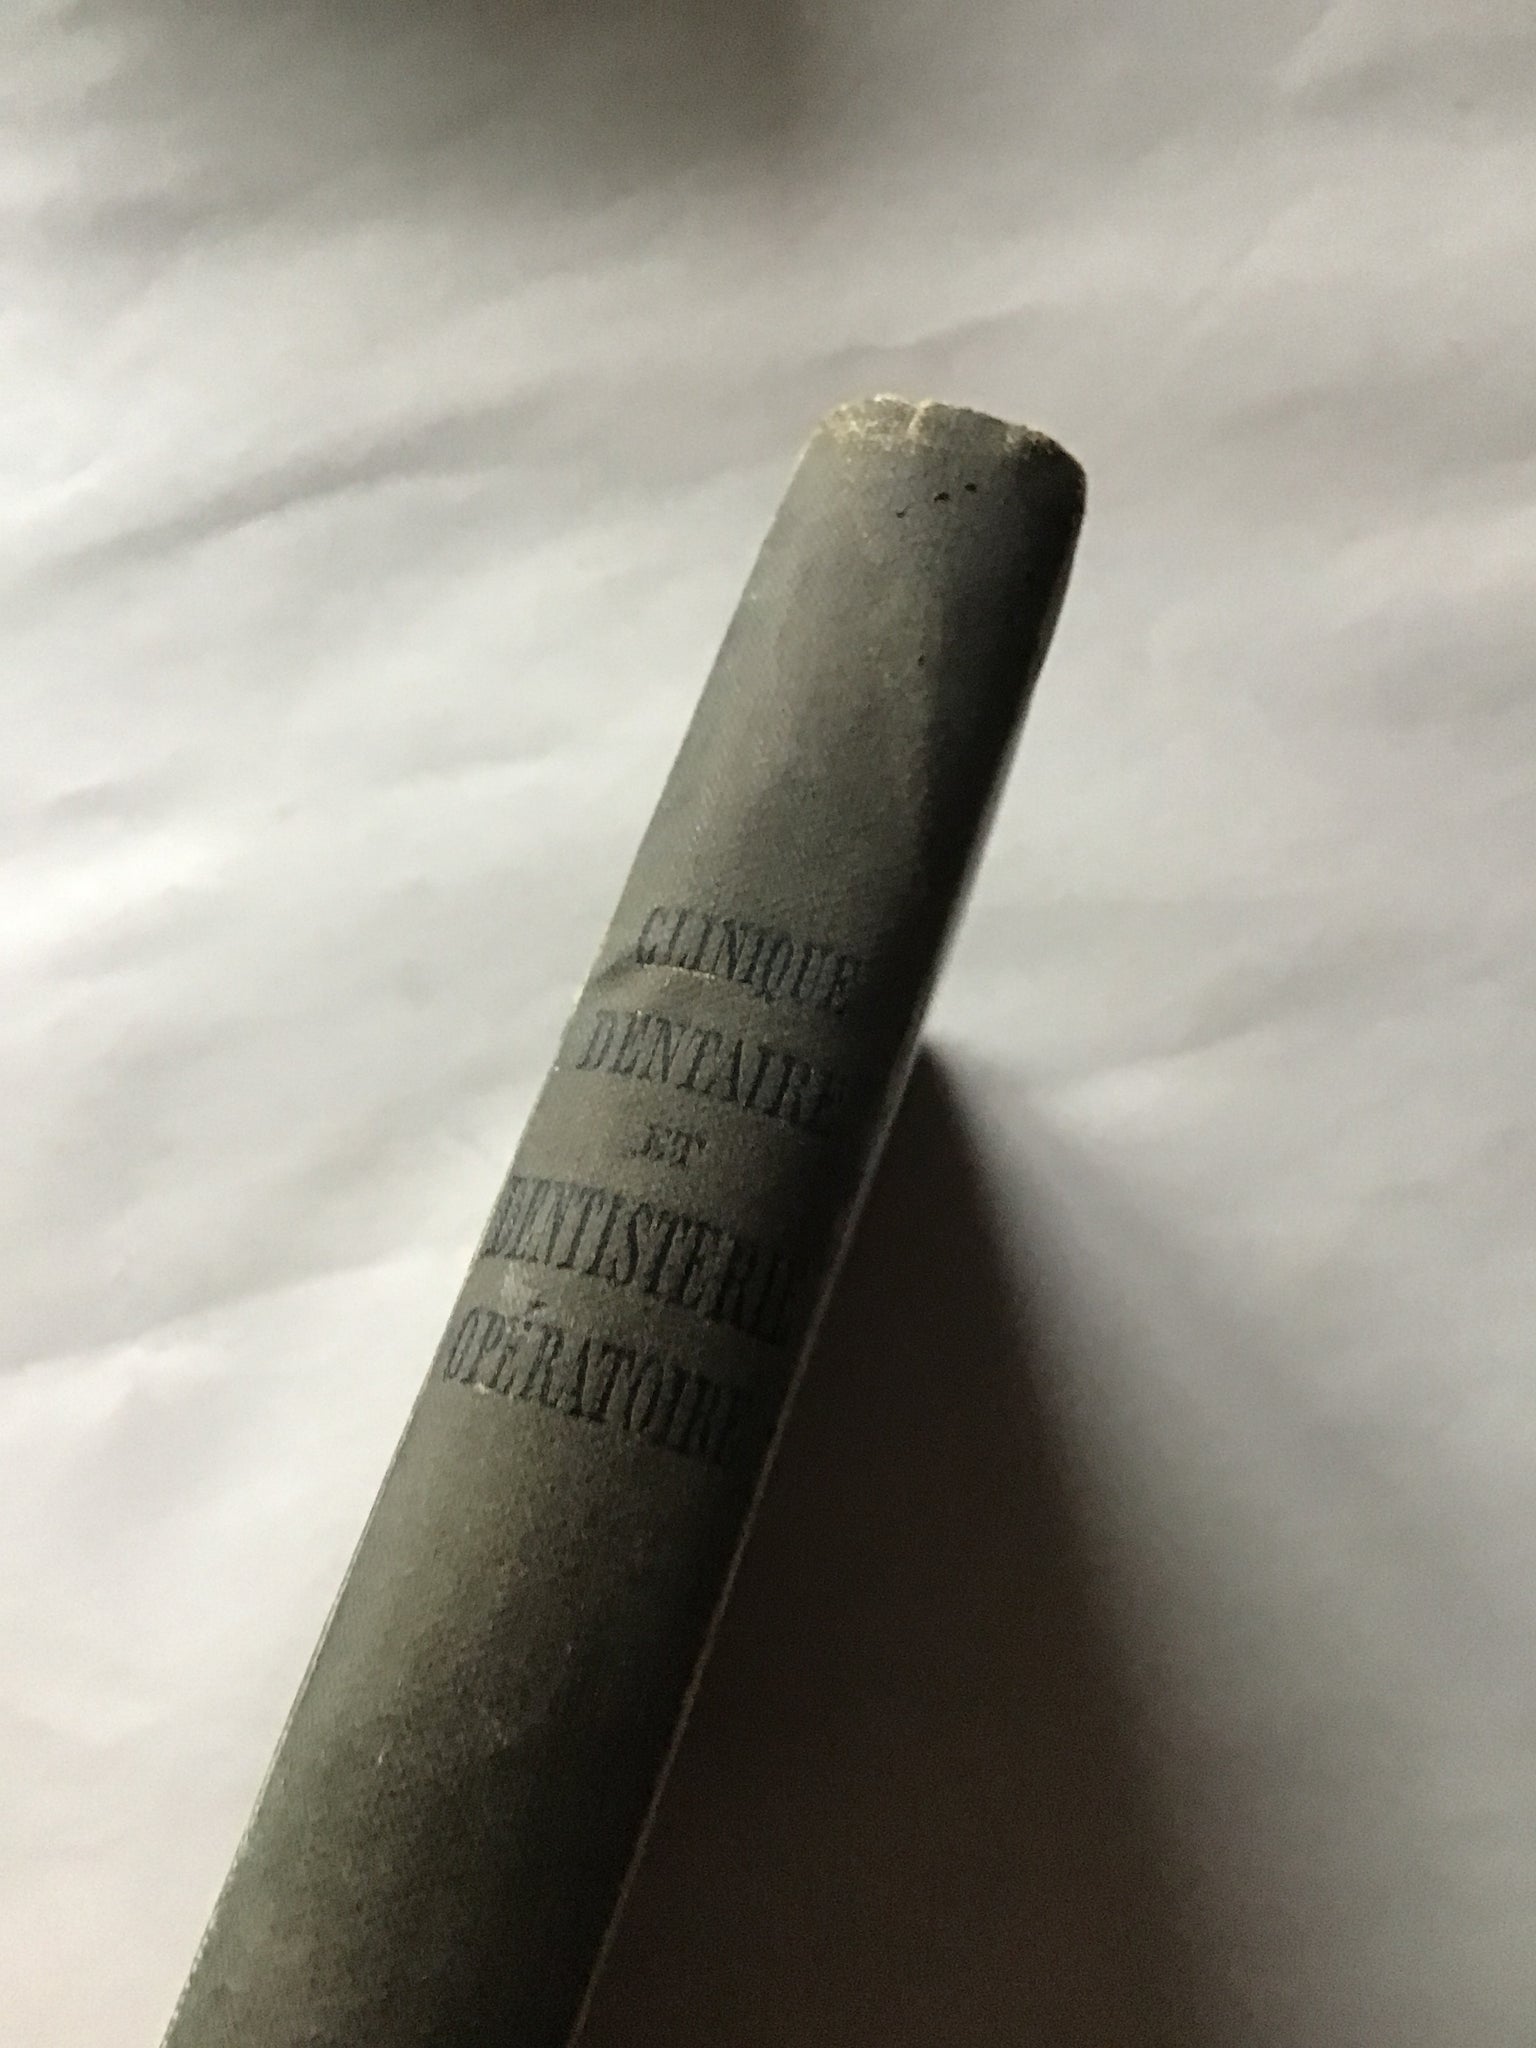 CLINIQUE
DENTAIRE
ET
DENTISTERIE
OPÉRATOIRE